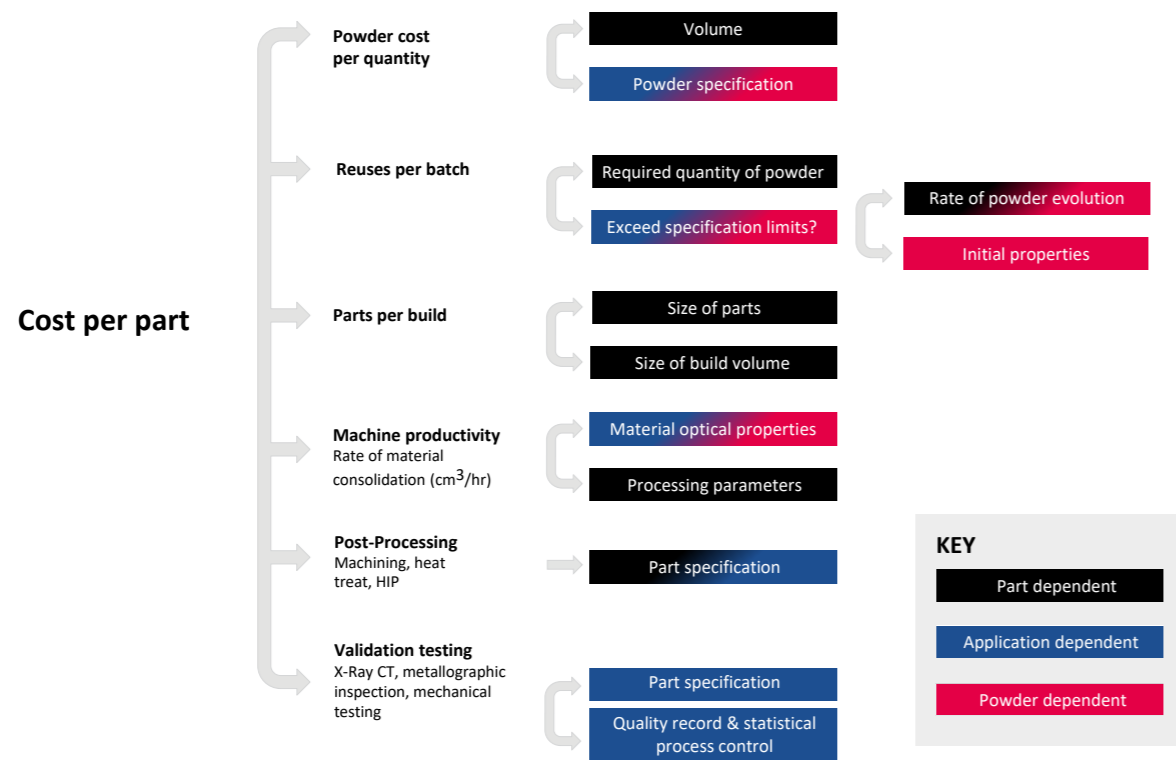 Cost per part
Powder cost
per quantity
Volume
Powder specification
Reuses per batch
Required quantity of powder
Exceed specification limits?
Rate of powder evolution
Initial properties
Parts per build
Size of parts
Size of build volume
Machine productivity
Rate of material
consolidation (cm³/hr)
Material optical properties
Processing parameters
Post-Processing
Machining, heat
treat, HIP
Part specification
Validation testing
X-Ray CT, metallographic
inspection, mechanical
testing
Part specification
Quality record & statistical
process control
KEY
Part dependent
Application dependent
Powder dependent